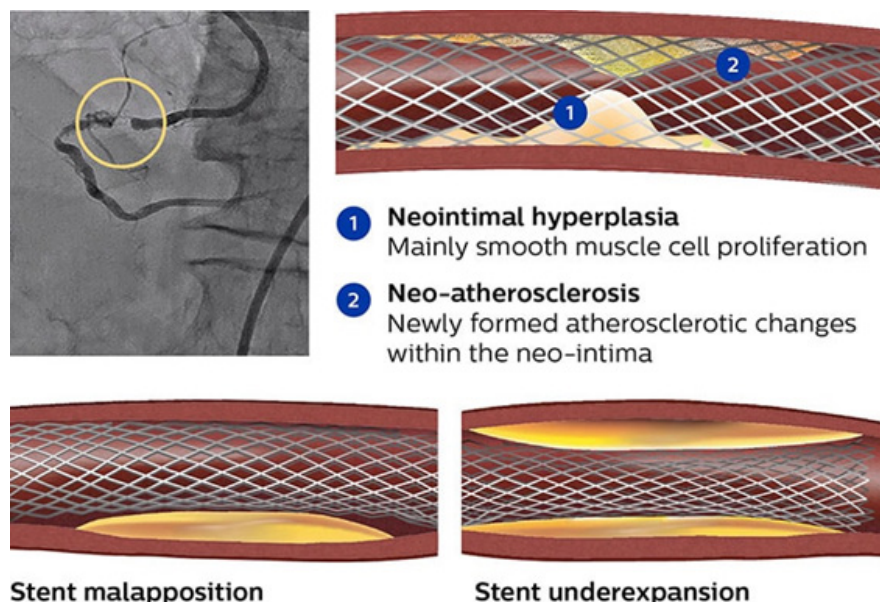 1
2
1 Neointimal hyperplasia
Mainly smooth muscle cell proliferation
2 Neo-atherosclerosis
Newly formed atherosclerotic changes
within the neo-intima
Stent malapposition
Stent underexpansion